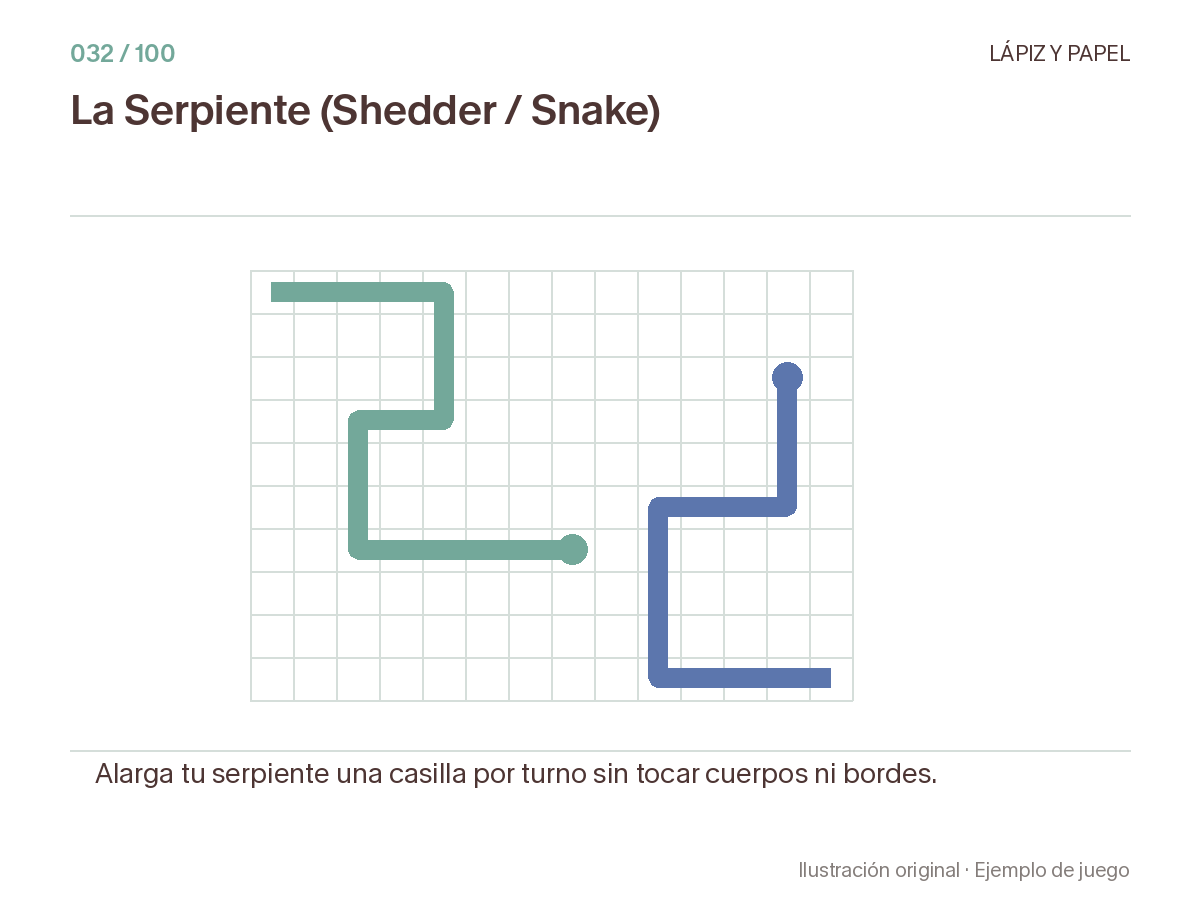 032 / 100
LÁPIZ Y PAPEL
La Serpiente (Shedder / Snake)
Alarga tu serpiente una casilla por turno sin tocar cuerpos ni bordes.
Ilustración original · Ejemplo de juego